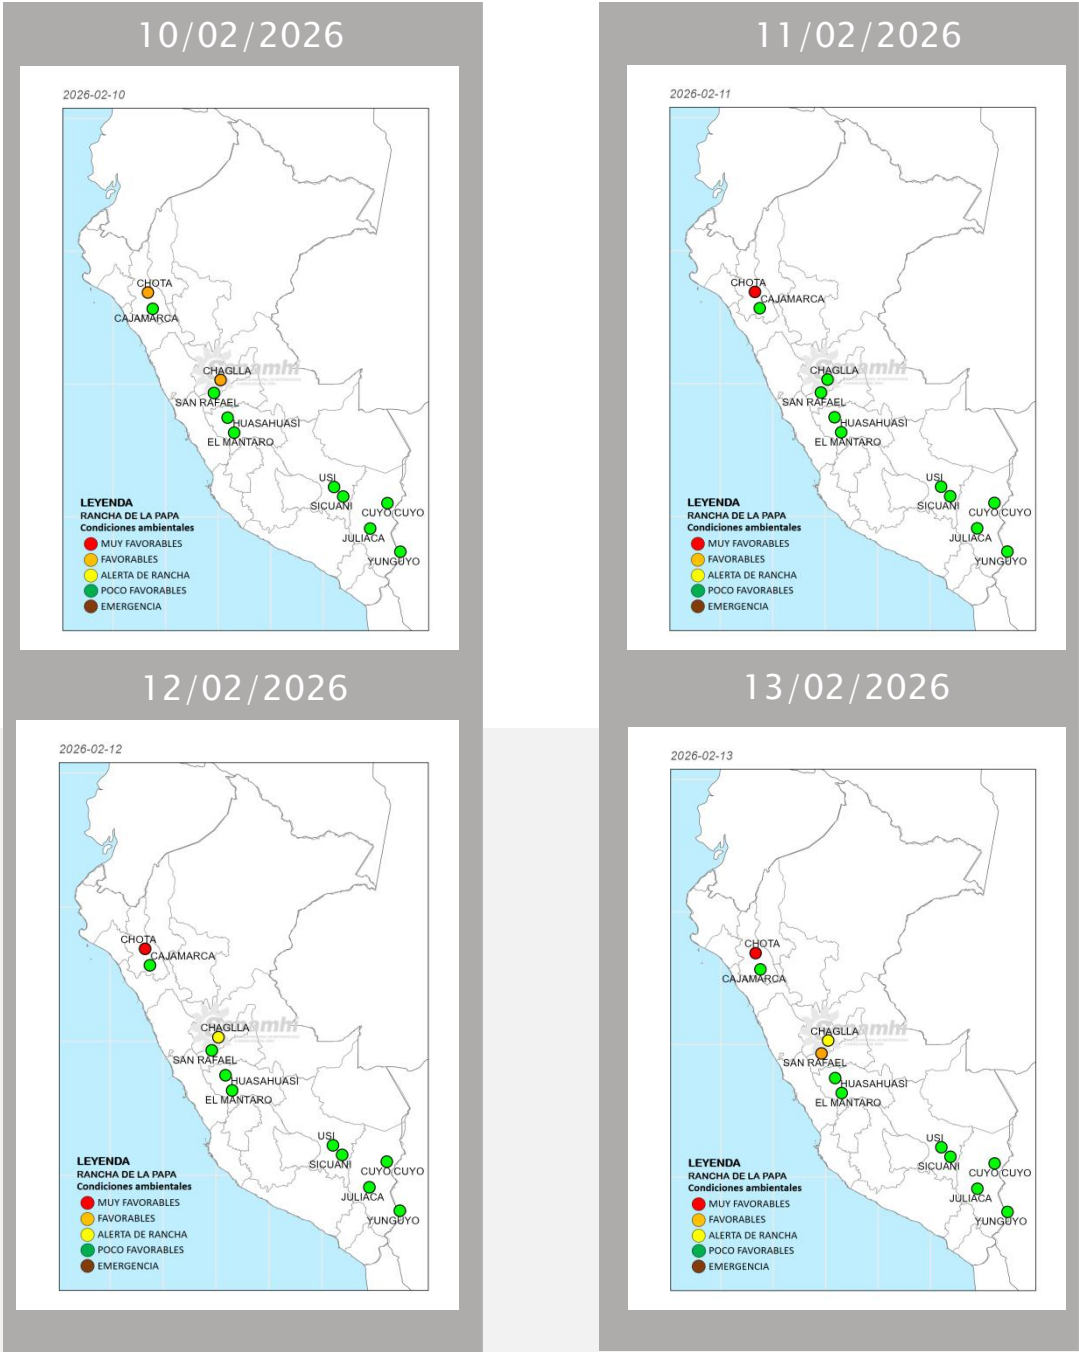 10/02/2026
2026-02-10
CHOTA
CAJAMARCA
Senamhi
CHAGLLA
SAN RAFAEL
HUASAHUASI
EL MANTARO
USI
SICUANI
CUYO CUYO
JULIACA
YUNGUYO
LEYENDA
RANCHA DE LA PAPA
Condiciones ambientales
MUY FAVORABLES
FAVORABLES
ALERTA DE RANCHA
POCO FAVORABLES
EMERGENCIA
11/02/2026
2026-02-11
CHOTA
CAJAMARCA
Senamhi
CHAGLLA
SAN RAFAEL
HUASAHUASI
EL MANTARO
USI
SICUANI
CUYO CUYO
JULIACA
YUNGUYO
LEYENDA
RANCHA DE LA PAPA
Condiciones ambientales
MUY FAVORABLES
FAVORABLES
ALERTA DE RANCHA
POCO FAVORABLES
EMERGENCIA
12/02/2026
2026-02-12
CHOTA
CAJAMARCA
Senamhi
CHAGLLA
SAN RAFAEL
HUASAHUASI
EL MANTARO
USI
SICUANI
CUYO CUYO
JULIACA
YUNGUYO
LEYENDA
RANCHA DE LA PAPA
Condiciones ambientales
MUY FAVORABLES
FAVORABLES
ALERTA DE RANCHA
POCO FAVORABLES
EMERGENCIA
13/02/2026
2026-02-13
CHOTA
CAJAMARCA
Senamhi
CHAGLLA
SAN RAFAEL
HUASAHUASI
EL MANTARO
USI
SICUANI
CUYO CUYO
JULIACA
YUNGUYO
LEYENDA
RANCHA DE LA PAPA
Condiciones ambientales
MUY FAVORABLES
FAVORABLES
ALERTA DE RANCHA
POCO FAVORABLES
EMERGENCIA